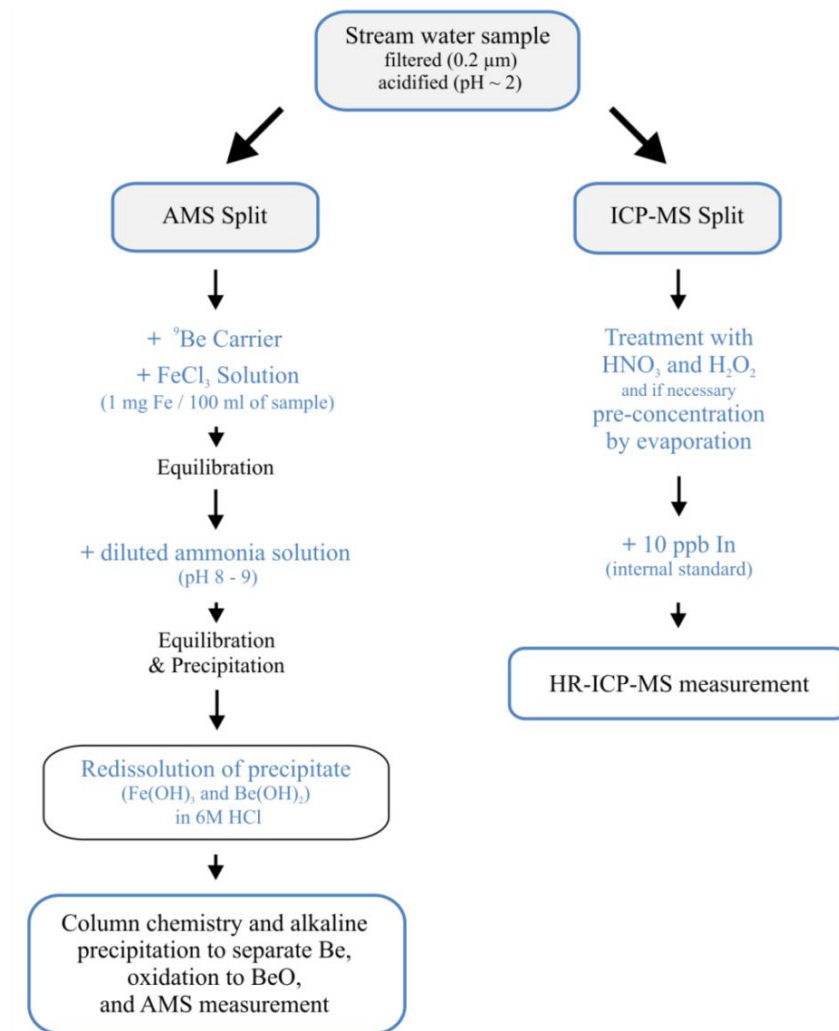 Stream water sample
filtered (0.2 µm)
acidified (pH ~ 2)
AMS Split
+ ⁹Be Carrier
+ FeCl₃ Solution
(1 mg Fe / 100 ml of sample)
Equilibration
+ diluted ammonia solution
(pH 8 - 9)
Equilibration
& Precipitation
Redissolution of precipitate
(Fe(OH)₃ and Be(OH)₂)
in 6M HCl
Column chemistry and alkaline
precipitation to separate Be,
oxidation to BeO,
and AMS measurement
ICP-MS Split
Treatment with
HNO₃ and H₂O₂
and if necessary
pre-concentration
by evaporation
+ 10 ppb In
(internal standard)
HR-ICP-MS measurement